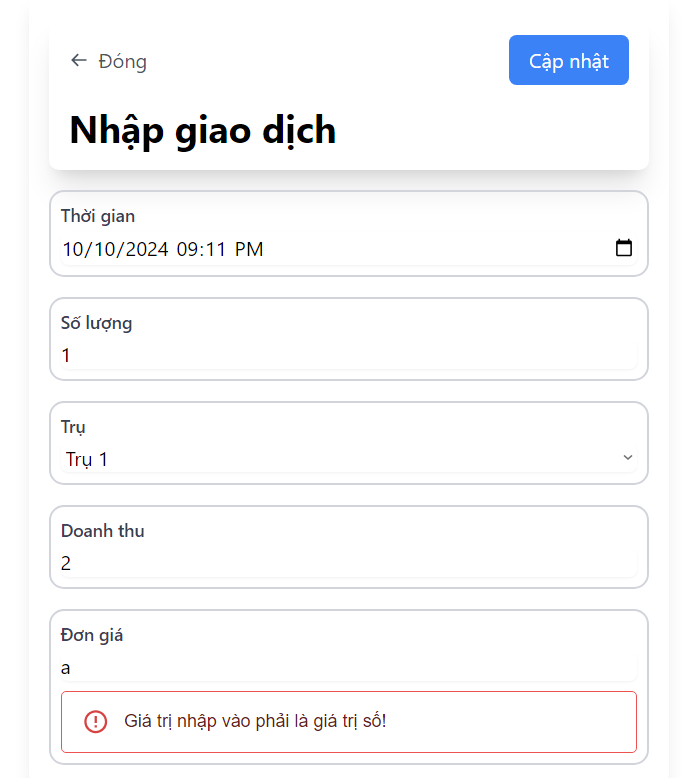 ← Đóng
Cập nhật
Nhập giao dịch
Thời gian
10/10/2024 09:11 PM
Số lượng
1
Trụ
Trụ 1
Doanh thu
2
Đơn giá
a
Giá trị nhập vào phải là giá trị số!